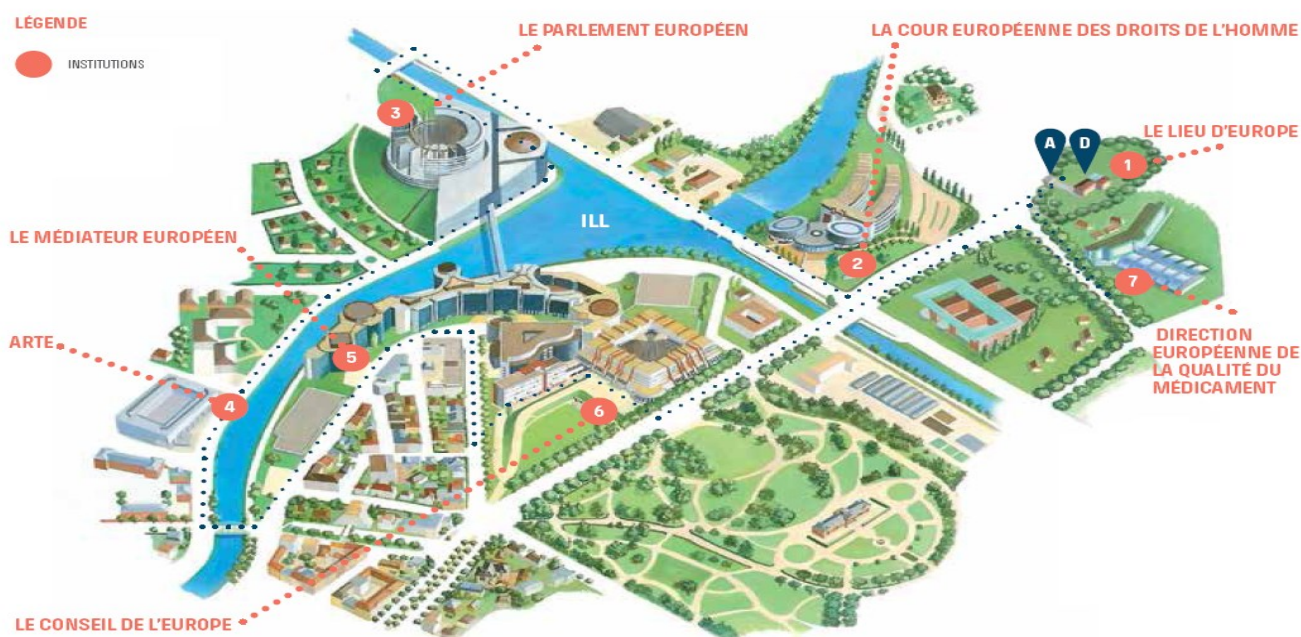 LÉGENDE
INSTITUTIONS
LE PARLEMENT EUROPÉEN
LA COUR EUROPÉENNE DES DROITS DE L'HOMME
3
A
D
1
LE LIEU D'EUROPE
LE MÉDIATEUR EUROPÉEN
ILL
2
7
ARTE
5
4
6
DIRECTION
EUROPÉENNE DE
LA QUALITÉ DU
MÉDICAMENT
LE CONSEIL DE L'EUROPE